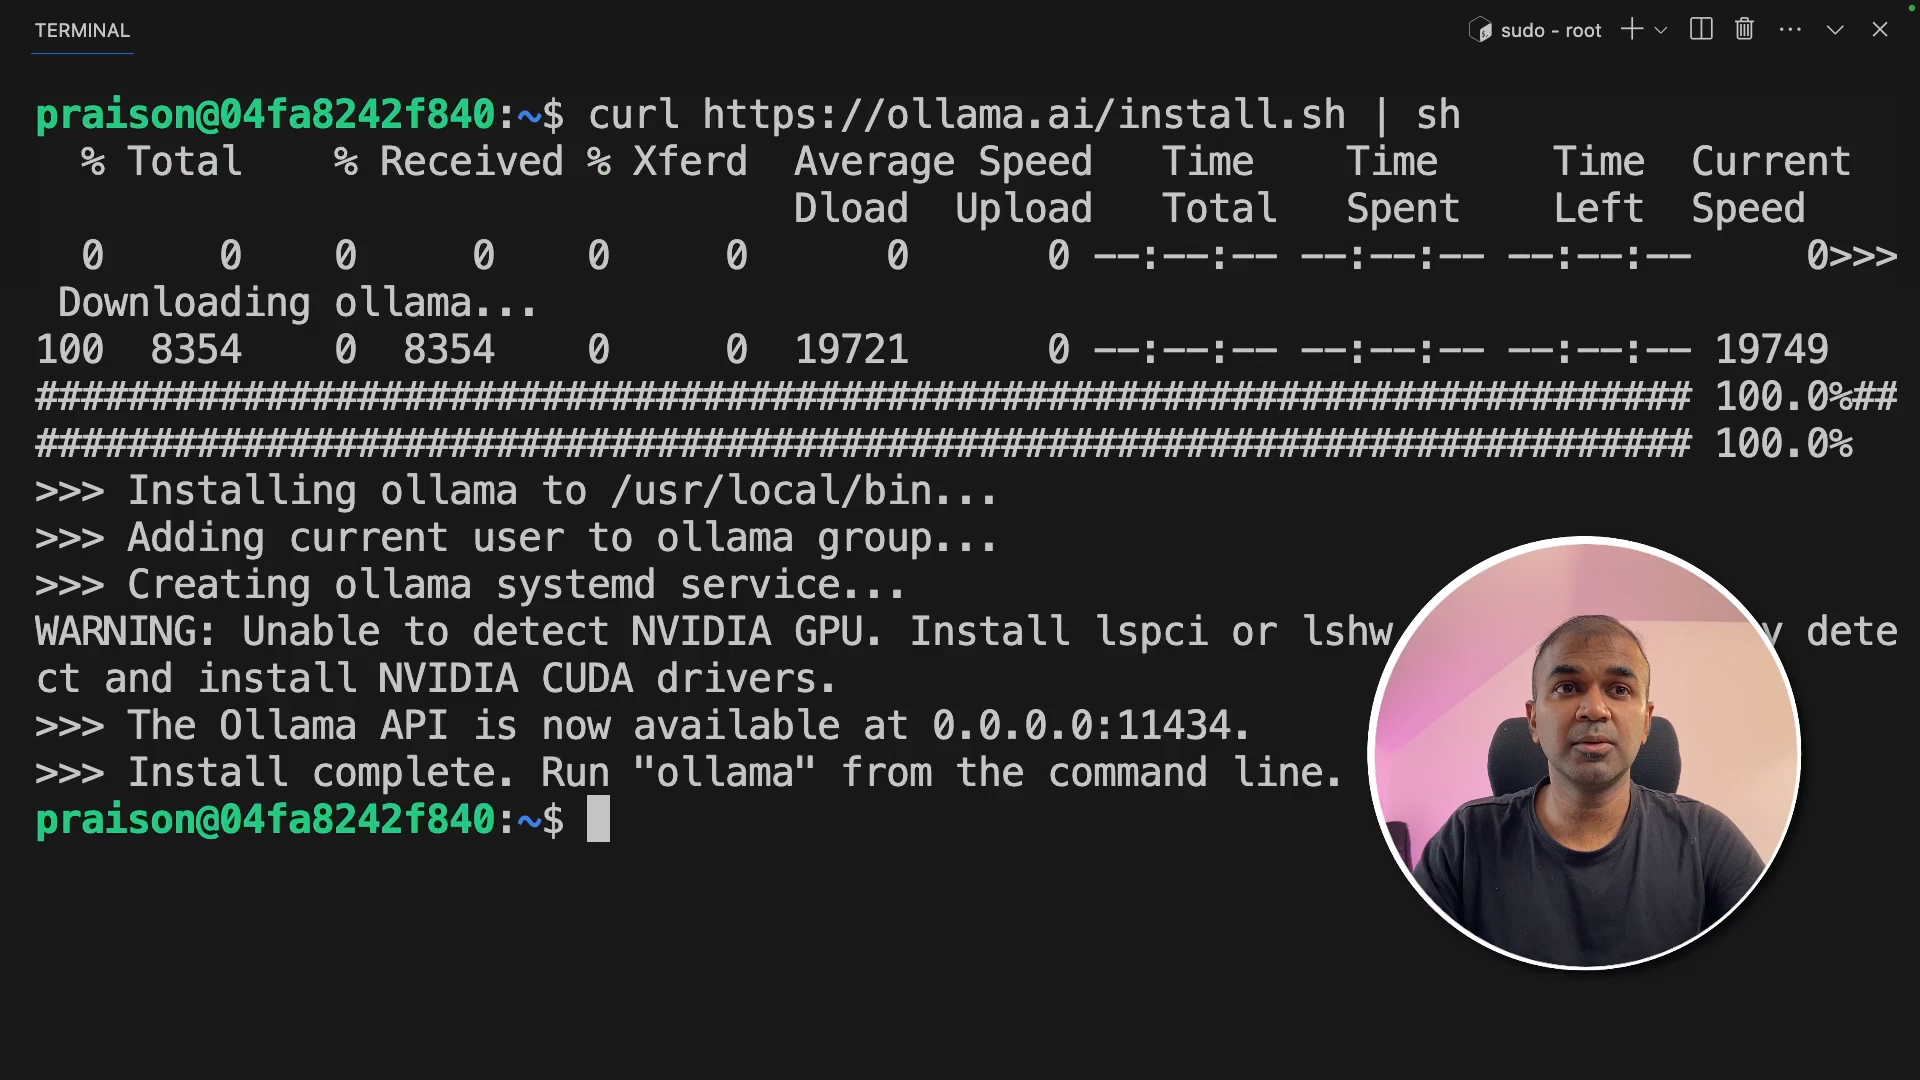 TERMINAL
sudo - root
praison@04fa8242f840:~$ curl https://ollama.ai/install.sh | sh
% Total % Received % Xferd Average Speed Time Time Time Current
Dload Upload Total Spent Left Speed
0 0 0 0 0 0 0 0 --:--:-- --:--:-- --:--:-- 0>>>
Downloading ollama...
100 8354 0 8354 0 0 19721 0 --:--:-- --:--:-- --:--:-- 19749
######################################################################## 100.0%##
######################################################################## 100.0%
>>> Installing ollama to /usr/local/bin...
>>> Adding current user to ollama group...
>>> Creating ollama systemd service...
WARNING: Unable to detect NVIDIA GPU. Install lspci or lshw dete
ct and install NVIDIA CUDA drivers.
>>> The Ollama API is now available at 0.0.0.0:11434.
>>> Install complete. Run "ollama" from the command line.
praison@04fa8242f840:~$